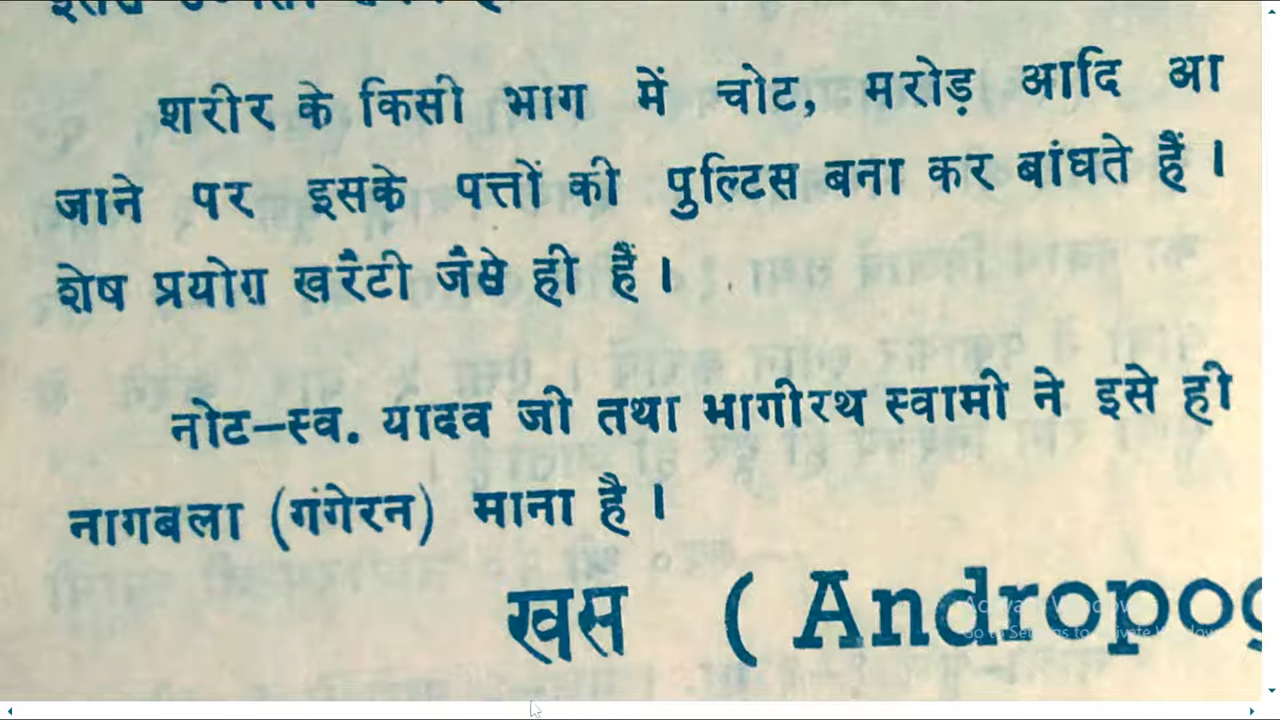 शरीर के किसी भाग में चोट, मरोड़ आदि आ
जाने पर इसके पत्तों की पुल्टिस बना कर बांधते हैं ।
शेष प्रयोग खरैटी जैसे ही हैं ।
नोट–स्व. यादव जी तथा भागीरथ स्वामी ने इसे ही
नागबला (गंगेरन) माना है ।
खस ( Andropog